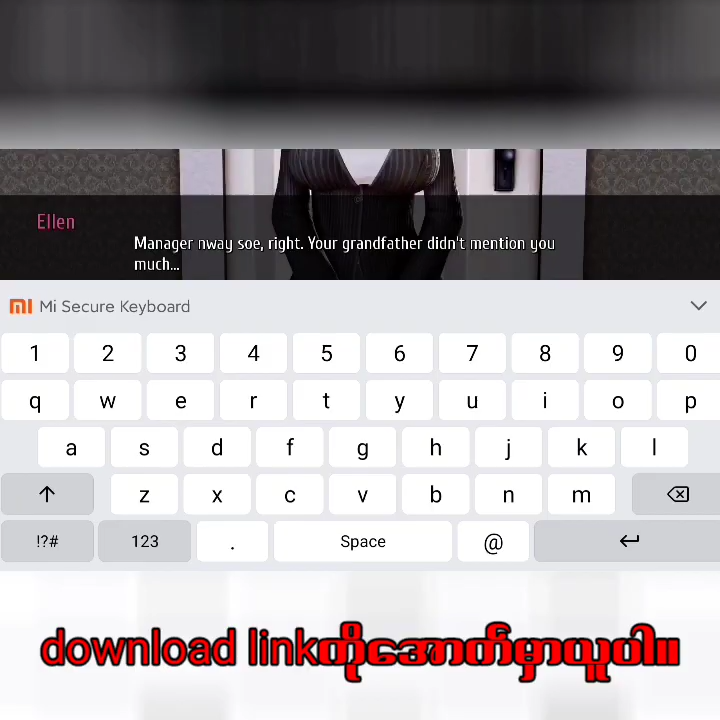 Ellen
Manager nway soe, right. Your grandfather didn't mention you
much...
Mi Secure Keyboard
1 2 3 4 5 6 7 8 9 0
q w e r t y u i o p
a s d f g h j k l
z x c v b n m
!?# 123 . Space @
download linkကိုအောက်မှာယူပါ။